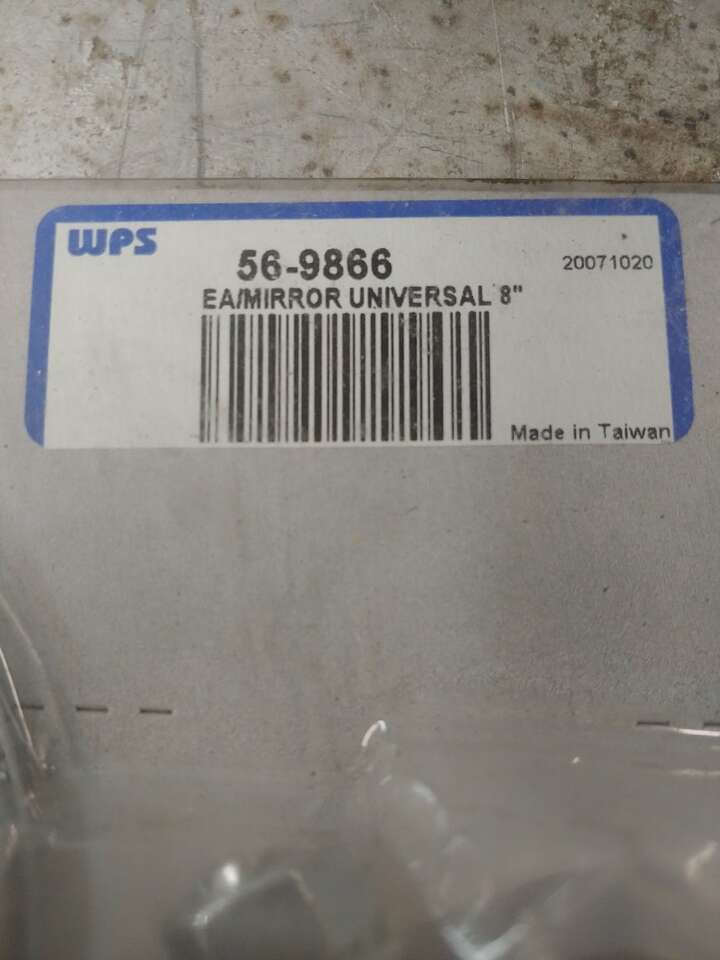 WPS
56-9866
20071020
EA/MIRROR UNIVERSAL 8"
Made in Taiwan